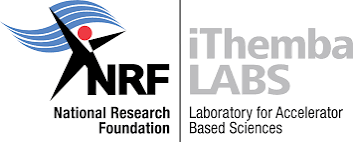 NRF
National Research
Foundation
iThemba
LABS
Laboratory for Accelerator
Based Sciences